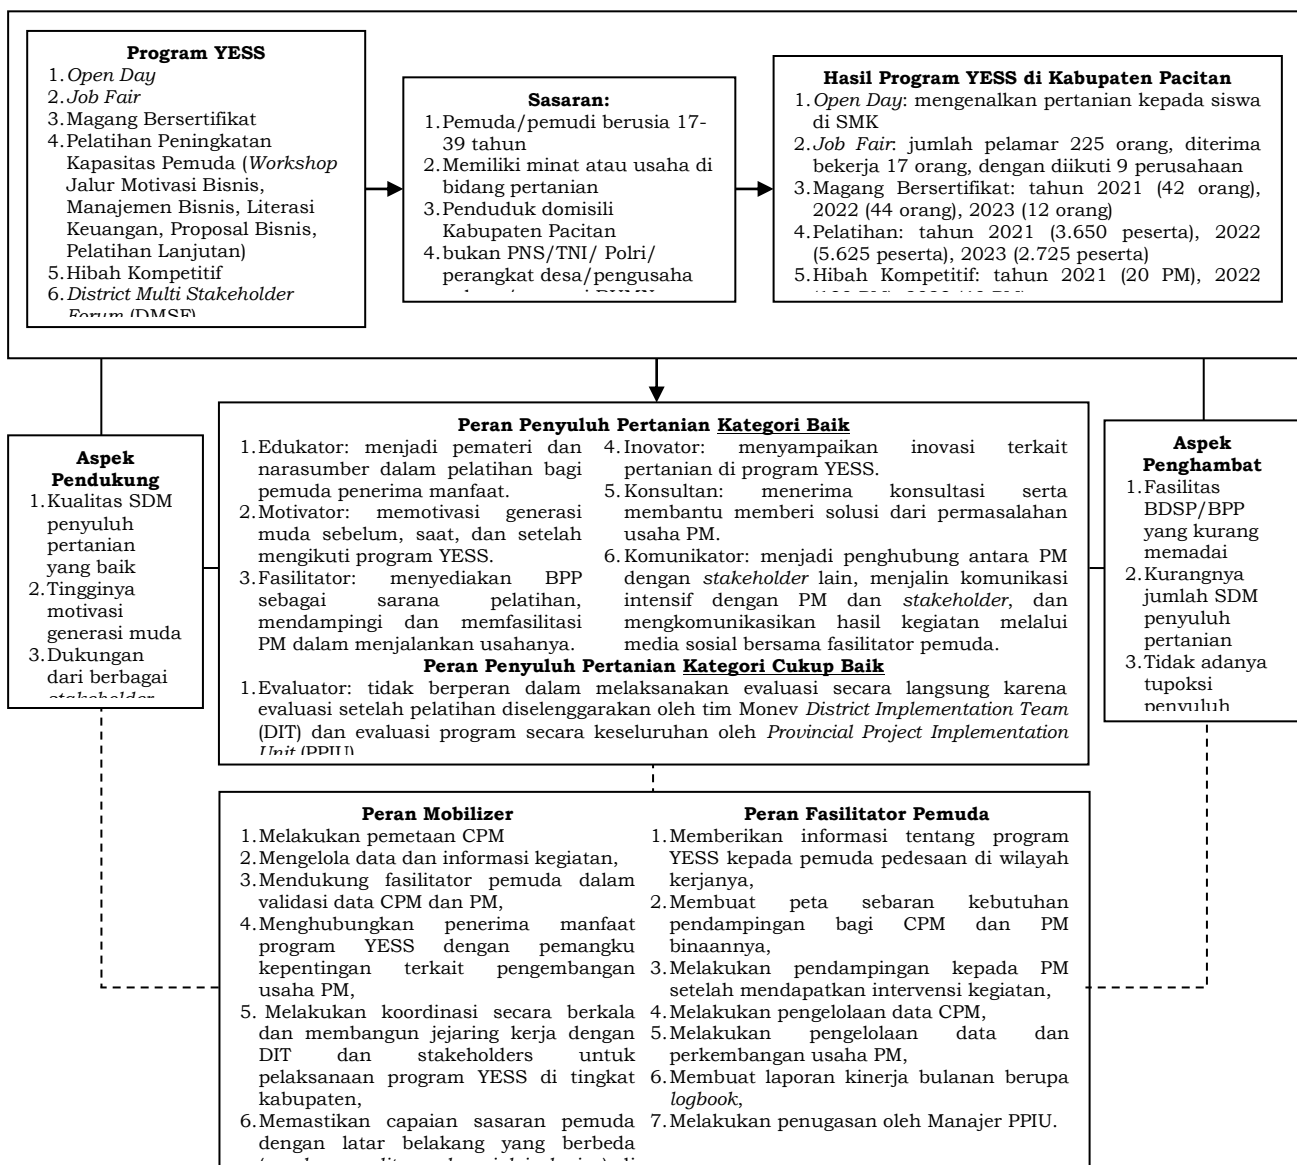 Program YESS
1. Open Day
2. Job Fair
3. Magang Bersertifikat
4. Pelatihan Peningkatan
Kapasitas Pemuda (Workshop
Jalur Motivasi Bisnis,
Manajemen Bisnis, Literasi
Keuangan, Proposal Bisnis,
Pelatihan Lanjutan)
5. Hibah Kompetitif
6. District Multi Stakeholder
Forum (DMSF)
Sasaran:
1. Pemuda/pemudi berusia 17-
39 tahun
2. Memiliki minat atau usaha di
bidang pertanian
3. Penduduk domisili
Kabupaten Pacitan
4. bukan PNS/TNI/ Polri/
perangkat desa/pengusaha
Hasil Program YESS di Kabupaten Pacitan
1. Open Day: mengenalkan pertanian kepada siswa
di SMK
2. Job Fair: jumlah pelamar 225 orang, diterima
bekerja 17 orang, dengan diikuti 9 perusahaan
3. Magang Bersertifikat: tahun 2021 (42 orang),
2022 (44 orang), 2023 (12 orang)
4. Pelatihan: tahun 2021 (3.650 peserta), 2022
(5.625 peserta), 2023 (2.725 peserta)
5. Hibah Kompetitif: tahun 2021 (20 PM), 2022
Aspek
Pendukung
1. Kualitas SDM
penyuluh
pertanian
yang baik
2. Tingginya
motivasi
generasi muda
3. Dukungan
dari berbagai
stakeholder
Peran Penyuluh Pertanian Kategori Baik
1. Edukator: menjadi pemateri dan
narasumber dalam pelatihan bagi
pemuda penerima manfaat.
2. Motivator: memotivasi generasi
muda sebelum, saat, dan setelah
mengikuti program YESS.
3. Fasilitator: menyediakan BPP
sebagai sarana pelatihan,
mendampingi dan memfasilitasi
PM dalam menjalankan usahanya.
4. Inovator: menyampaikan inovasi terkait
pertanian di program YESS.
5. Konsultan: menerima konsultasi serta
membantu memberi solusi dari permasalahan
usaha PM.
6. Komunikator: menjadi penghubung antara PM
dengan stakeholder lain, menjalin komunikasi
intensif dengan PM dan stakeholder, dan
mengkomunikasikan hasil kegiatan melalui
media sosial bersama fasilitator pemuda.
Peran Penyuluh Pertanian Kategori Cukup Baik
1. Evaluator: tidak berperan dalam melaksanakan evaluasi secara langsung karena
evaluasi setelah pelatihan diselenggarakan oleh tim Monev District Implementation Team
(DIT) dan evaluasi program secara keseluruhan oleh Provincial Project Implementation
Unit (PPIU)
Aspek
Penghambat
1. Fasilitas
BDSP/BPP
yang kurang
memadai
2. Kurangnya
jumlah SDM
penyuluh
pertanian
3. Tidak adanya
tupoksi
penyuluh
Peran Mobilizer
1. Melakukan pemetaan CPM
2. Mengelola data dan informasi kegiatan,
3. Mendukung fasilitator pemuda dalam
validasi data CPM dan PM,
4. Menghubungkan penerima manfaat
program YESS dengan pemangku
kepentingan terkait pengembangan
usaha PM,
5. Melakukan koordinasi secara berkala
dan membangun jejaring kerja dengan
DIT dan stakeholders untuk
pelaksanaan program YESS di tingkat
kabupaten,
6. Memastikan capaian sasaran pemuda
dengan latar belakang yang berbeda
Peran Fasilitator Pemuda
1. Memberikan informasi tentang program
YESS kepada pemuda pedesaan di wilayah
kerjanya,
2. Membuat peta sebaran kebutuhan
pendampingan bagi CPM dan PM
binaannya,
3. Melakukan pendampingan kepada PM
setelah mendapatkan intervensi kegiatan,
4. Melakukan pengelolaan data CPM,
5. Melakukan pengelolaan data dan
perkembangan usaha PM,
6. Membuat laporan kinerja bulanan berupa
logbook,
7. Melakukan penugasan oleh Manajer PPIU.